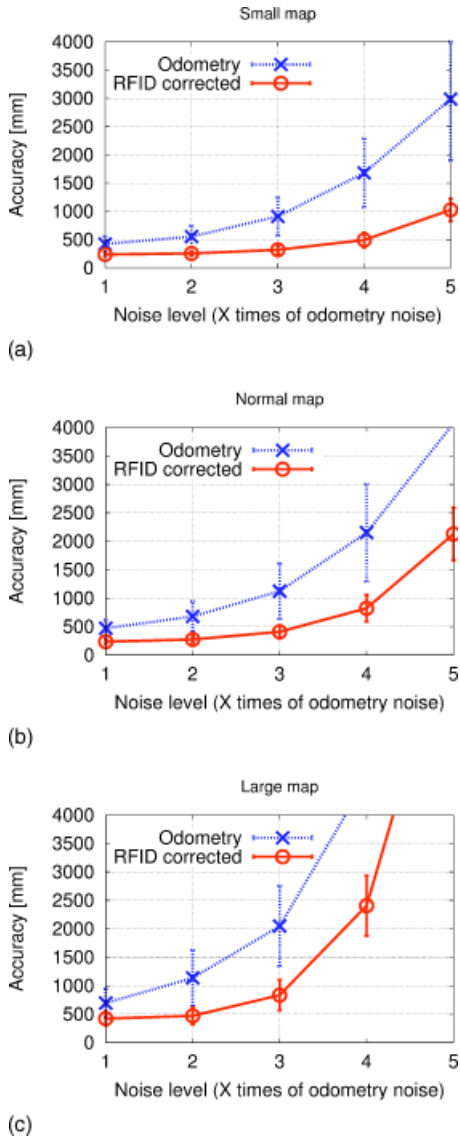 Small map
4000
3500
3000
2500
2000
1500
1000
500
0
Accuracy [mm]
Odometry
RFID corrected
1 2 3 4 5
Noise level (X times of odometry noise)
(a)
Normal map
4000
3500
3000
2500
2000
1500
1000
500
0
Accuracy [mm]
Odometry
RFID corrected
1 2 3 4 5
Noise level (X times of odometry noise)
(b)
Large map
4000
3500
3000
2500
2000
1500
1000
500
0
Accuracy [mm]
Odometry
RFID corrected
1 2 3 4 5
Noise level (X times of odometry noise)
(c)